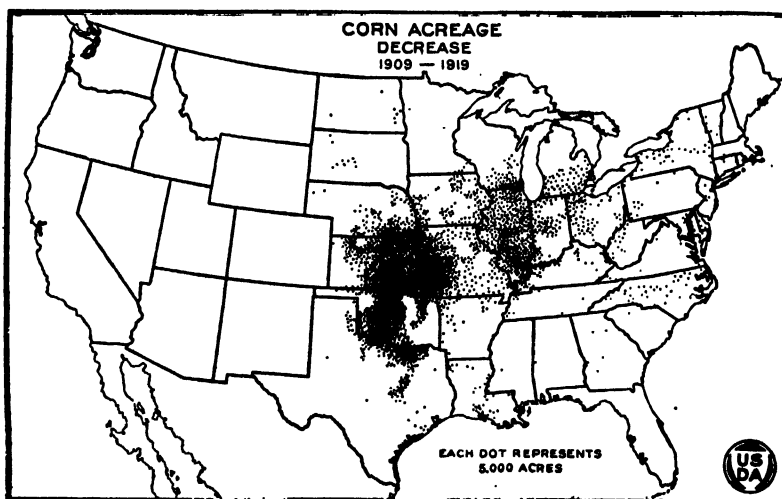 CORN ACREAGE
DECREASE
1909 — 1919
EACH DOT REPRESENTS
5,000 ACRES
US
DA